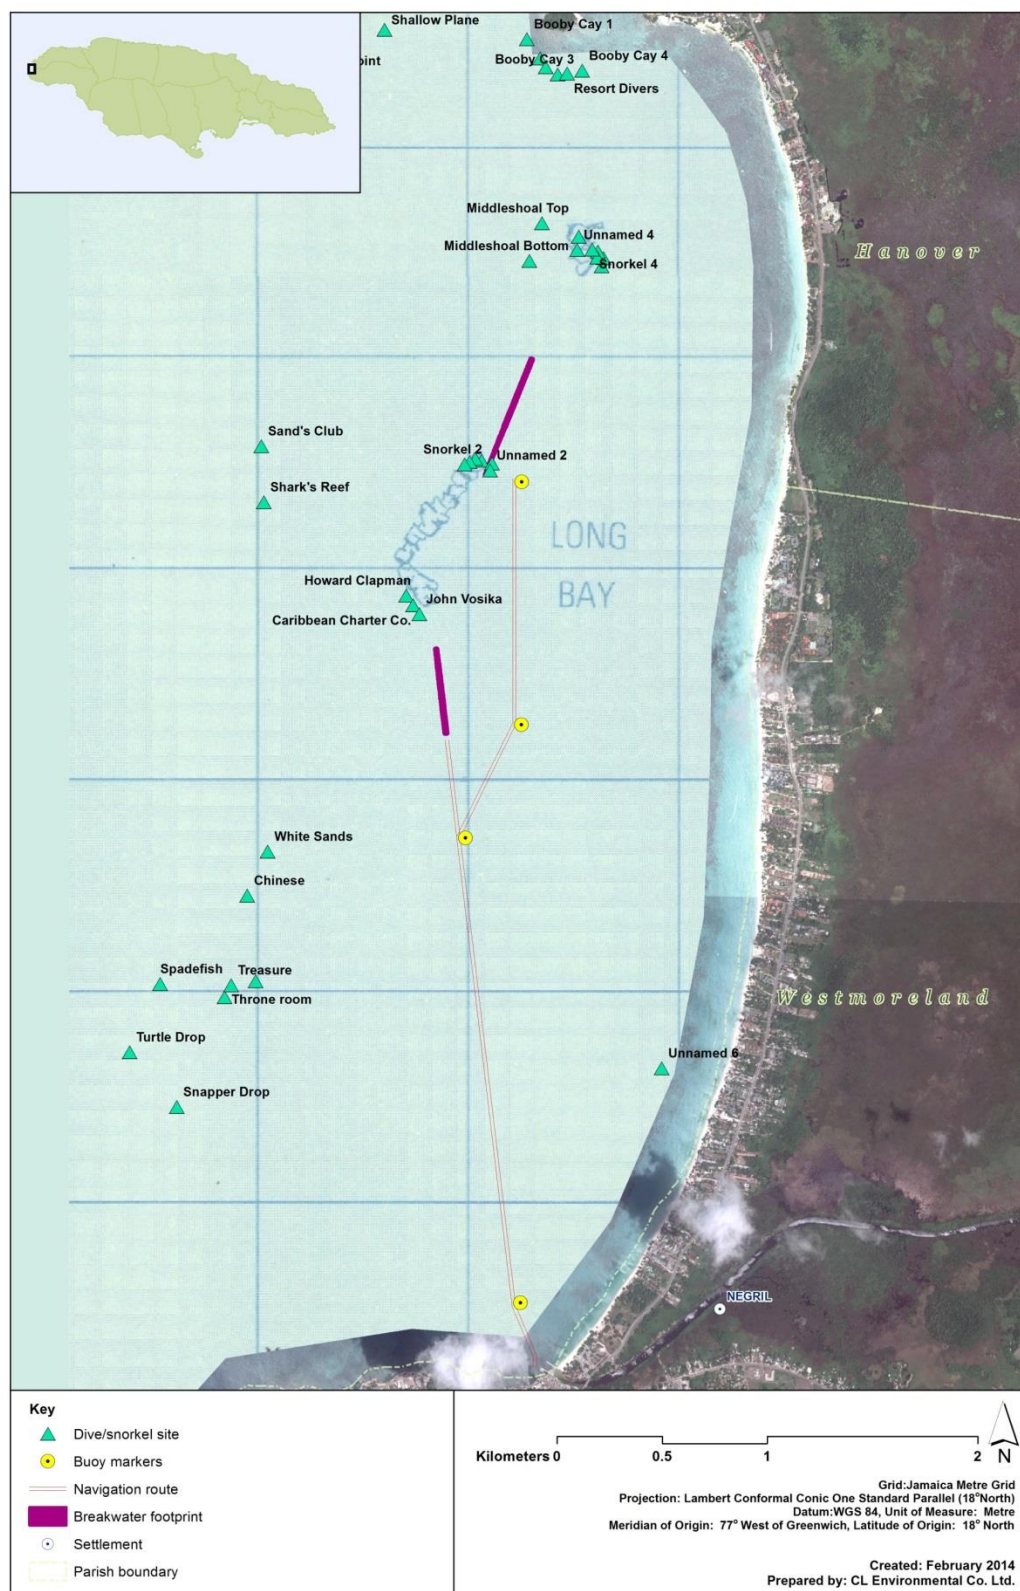 Shallow Plane
Booby Cay 1
oint
Booby Cay 3
Booby Cay 4
Resort Divers
Middleshoal Top
Unnamed 4
Middleshoal Bottom
Snorkel 4
Hanover
Sand's Club
Snorkel 2
Unnamed 2
Shark's Reef
LONG
BAY
Howard Clapman
John Vosika
Caribbean Charter Co.
White Sands
Chinese
Spadefish
Treasure
Throne room
Westmoreland
Turtle Drop
Unnamed 6
Snapper Drop
NEGRIL
Key
Dive/snorkel site
Buoy markers
Navigation route
Breakwater footprint
Settlement
Parish boundary
Kilometers 0 0.5 1 2
N
Grid:Jamaica Metre Grid
Projection: Lambert Conformal Conic One Standard Parallel (18°North)
Datum:WGS 84, Unit of Measure: Metre
Meridian of Origin: 77° West of Greenwich, Latitude of Origin: 18° North
Created: February 2014
Prepared by: CL Environmental Co. Ltd.